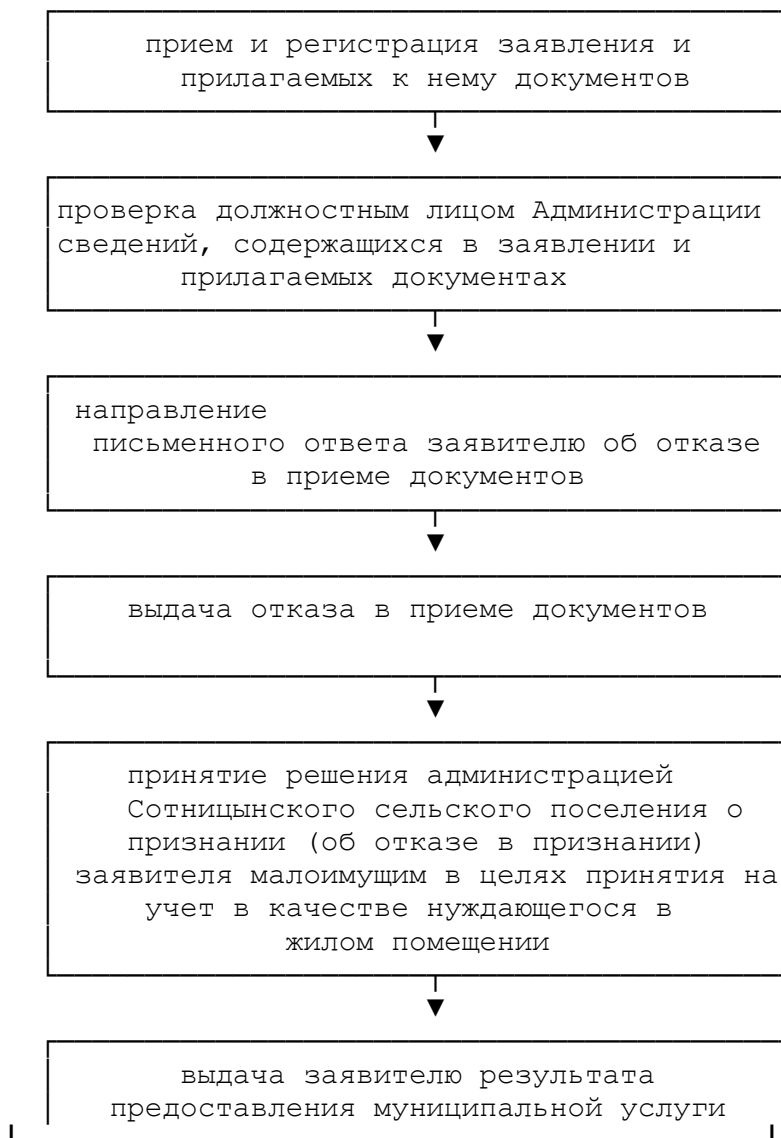 прием и регистрация заявления и
прилагаемых к нему документов
проверка должностным лицом Администрации
сведений, содержащихся в заявлении и
прилагаемых документах
направление
письменного ответа заявителю об отказе
в приеме документов
выдача отказа в приеме документов
принятие решения администрацией
Сотницынского сельского поселения о
признании (об отказе в признании)
заявителя малоимущим в целях принятия на
учет в качестве нуждающегося в
жилом помещении
выдача заявителю результата
предоставления муниципальной услуги